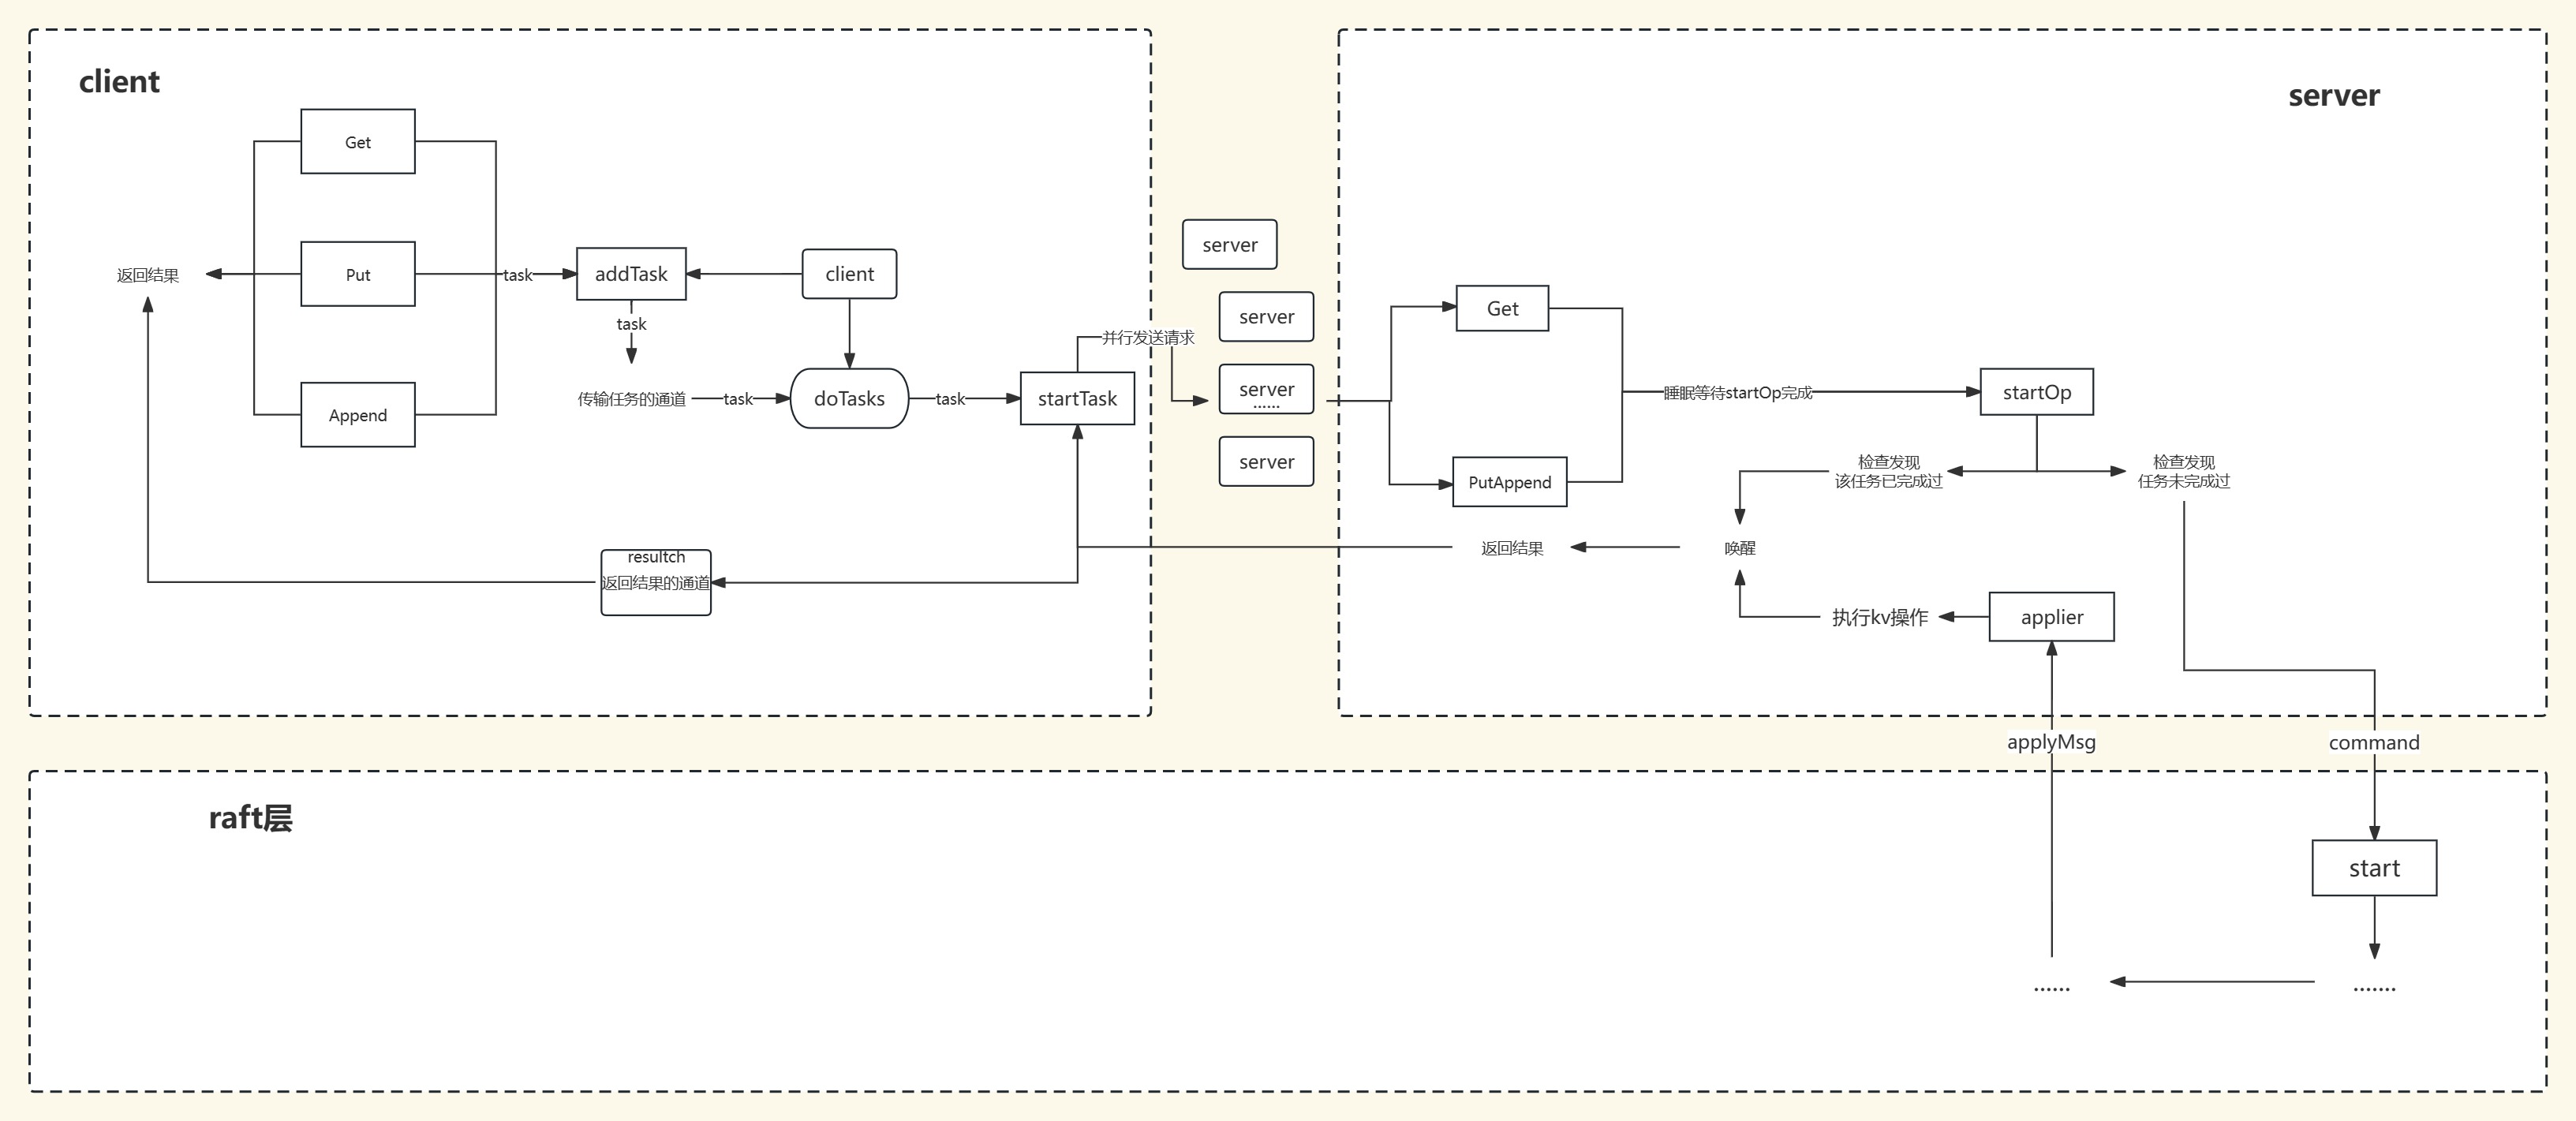 client
Get
Put
Append
返回结果
task
addTask
client
task
传输任务的通道
task
doTasks
task
startTask
并行发送请求
resultch
返回结果的通道
server
server
server
......
server
server
Get
PutAppend
睡眠等待startOp完成
startOp
检查发现
该任务已完成过
检查发现
任务未完成过
返回结果
唤醒
执行kv操作
applier
applyMsg
command
raft层
start
......
.......